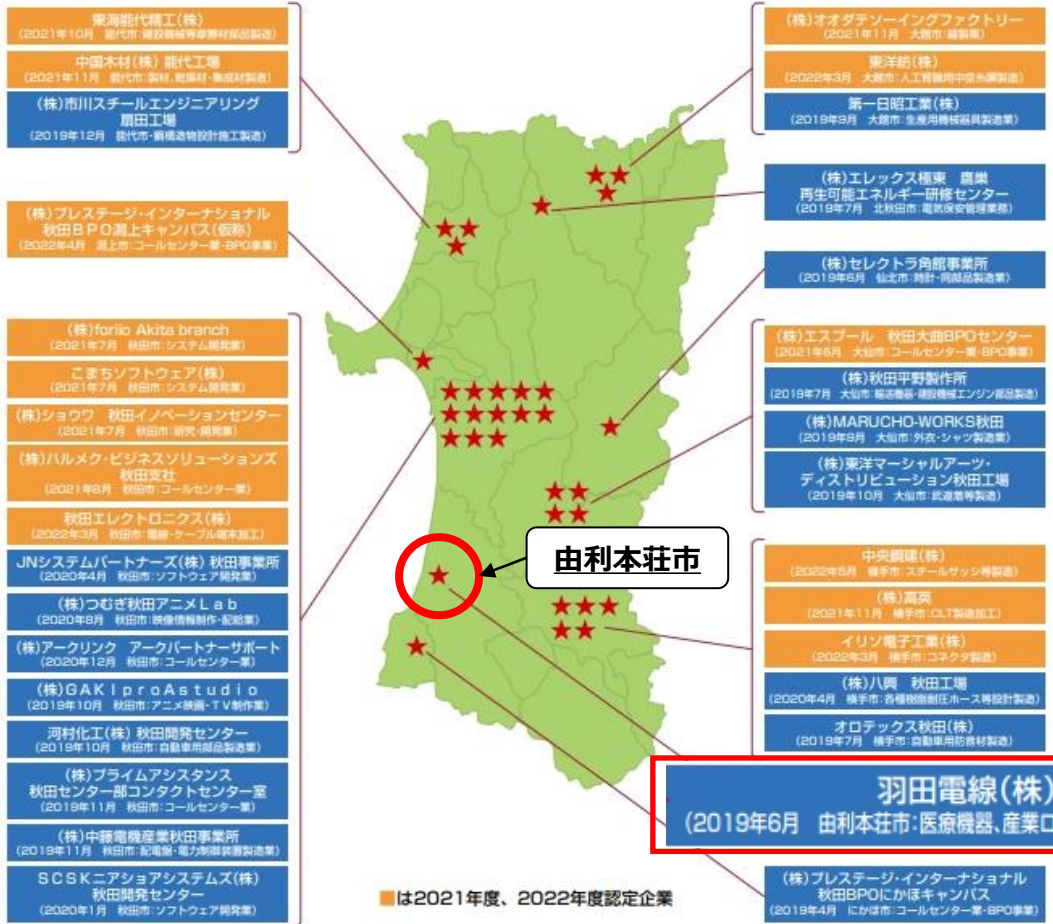 東海能代精工(株)
(2021年10月 能代市:建設機械等摩擦材部品製造)
中国木材(株) 能代工場
(2021年11月 能代市:製材、乾燥材・集成材製造)
(株)市川スチールエンジニアリング
扇田工場
(2019年12月 能代市・鋼構造物設計施工製造)
(株)プレステージ・インターナショナル
秋田BPO潟上キャンパス(仮称)
(2022年4月 潟上市:コールセンター業・BPO事業)
(株)foriio Akita branch
(2021年7月 秋田市:システム開発業)
こまちソフトウェア(株)
(2021年7月 秋田市:システム開発業)
(株)ショウワ 秋田イノベーションセンター
(2021年7月 秋田市:研究・開発業)
(株)ハルメク・ビジネスソリューションズ
秋田支社
(2021年8月 秋田市:コールセンター業)
秋田エレクトロニクス(株)
(2022年3月 秋田市:電線・ケーブル端末加工)
JNシステムパートナーズ(株) 秋田事業所
(2020年4月 秋田市:ソフトウェア開発業)
(株)つむぎ秋田アニメLab
(2020年8月 秋田市:映像情報制作・配給業)
(株)アークリンク アークパートナーサポート
(2020年12月 秋田市:コールセンター業)
(株)GAKIproAstudio
(2019年10月 秋田市:アニメ映画・TV制作業)
河村化工(株) 秋田開発センター
(2019年10月 秋田市:自動車用部品製造業)
(株)プライムアシスタンス
秋田センター部コンタクトセンター室
(2019年11月 秋田市:コールセンター業)
(株)中藤電機産業秋田事業所
(2019年11月 秋田市:配電盤・電力制御装置製造業)
SCSKニアショアシステムズ(株)
秋田開発センター
(2020年1月 秋田市:ソフトウェア開発業)
(株)オオダテソーイングファクトリー
(2021年11月 大館市:縫製業)
東洋紡(株)
(2022年3月 大館市:人工腎臓用中空糸膜製造)
第一日昭工業(株)
(2019年9月 大館市:生産用機械器具製造業)
(株)エレックス極東 鷹巣
再生可能エネルギー研修センター
(2019年7月 北秋田市:電気保安管理業務)
(株)セレクトラ角館事業所
(2019年6月 仙北市:時計・同部品製造業)
(株)エスプール 秋田大曲BPOセンター
(2021年6月 大仙市:コールセンター業・BPO事業)
(株)秋田平野製作所
(2019年7月 大仙市:輸送機器・建設機械エンジン部品製造)
(株)MARUCHO-WORKS秋田
(2019年9月 大仙市:外衣・シャツ製造業)
(株)東洋マーシャルアーツ・
ディストリビューション秋田工場
(2019年10月 大仙市:武道着等製造)
由利本荘市
中央鋼建(株)
(2022年5月 横手市:スチールサッシ等製造)
(株)高英
(2021年11月 横手市:CLT製造加工)
イリソ電子工業(株)
(2022年3月 横手市:コネクタ製造)
(株)八興 秋田工場
(2020年4月 横手市:各種樹脂耐圧ホース等設計製造)
オロテックス秋田(株)
(2019年7月 横手市:自動車用防音材製造)
羽田電線(株)
(2019年6月 由利本荘市:医療機器、産業ロ
(株)プレステージ・インターナショナル
秋田BPOにかほキャンパス
(2019年4月 にかほ市:コールセンター業・BPO事業)
■は2021年度、2022年度認定企業